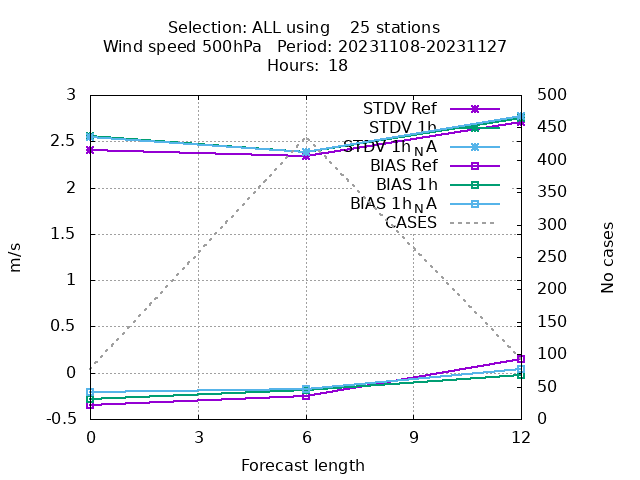 Selection: ALL using    25 stations
Wind speed 500hPa   Period: 20231108-20231127
Hours: 18
3
2.5
2
1.5
1
0.5
0
-0.5
m/s
500
450
400
350
300
250
200
150
100
50
0
No cases
STDV Ref
STDV 1h
STDV 1h_NA
BIAS Ref
BIAS 1h
BIAS 1h_NA
CASES
0 3 6 9 12
Forecast length